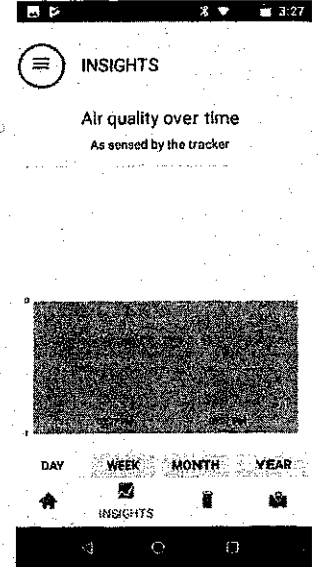 3:27
INSIGHTS
Air quality over time
As sensed by the tracker
DAY WEEK MONTH YEAR
INSIGHTS